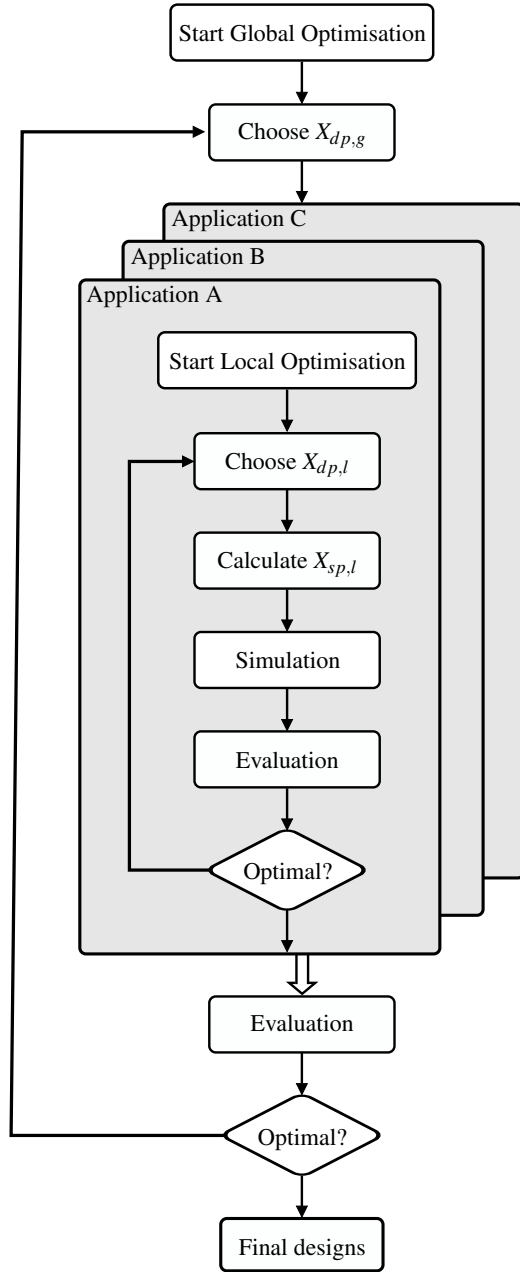 Start Global Optimisation
Choose X_{dp,g}
Application C
Application B
Application A
Start Local Optimisation
Choose X_{dp,l}
Calculate X_{sp,l}
Simulation
Evaluation
Optimal?
Evaluation
Optimal?
Final designs